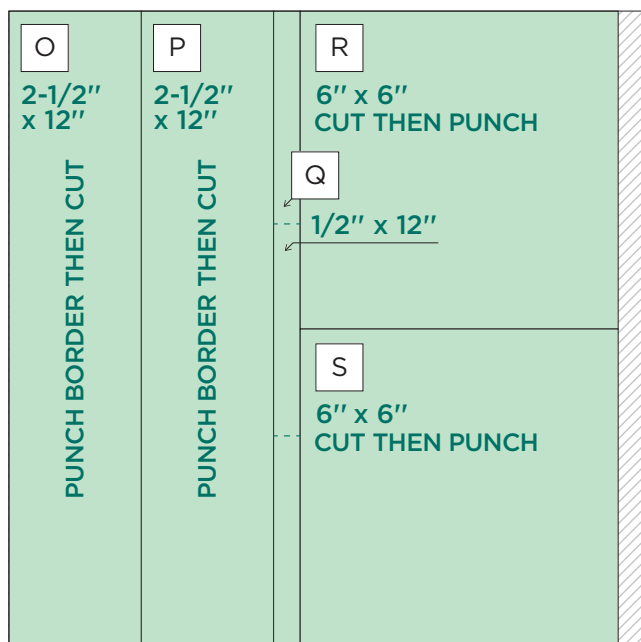 O
2-1/2″
x 12″
PUNCH BORDER THEN CUT
P
2-1/2″
x 12″
PUNCH BORDER THEN CUT
Q
1/2″ x 12″
R
6″ x 6″
CUT THEN PUNCH
S
6″ x 6″
CUT THEN PUNCH